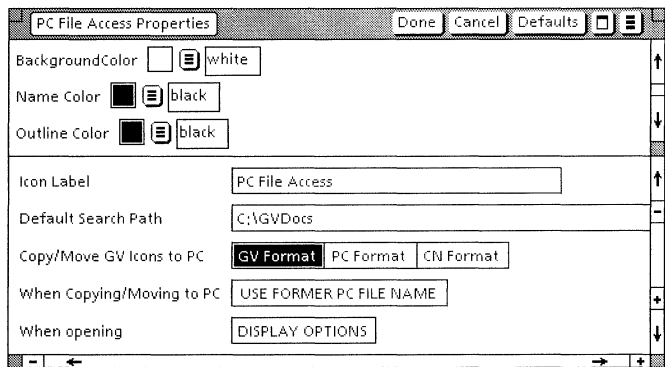 PC File Access Properties Done Cancel Defaults
BackgroundColor white
Name Color black
Outline Color black
Icon Label PC File Access
Default Search Path C:\GVDocs
Copy/Move GV Icons to PC GV Format PC Format CN Format
When Copying/Moving to PC USE FORMER PC FILE NAME
When opening DISPLAY OPTIONS